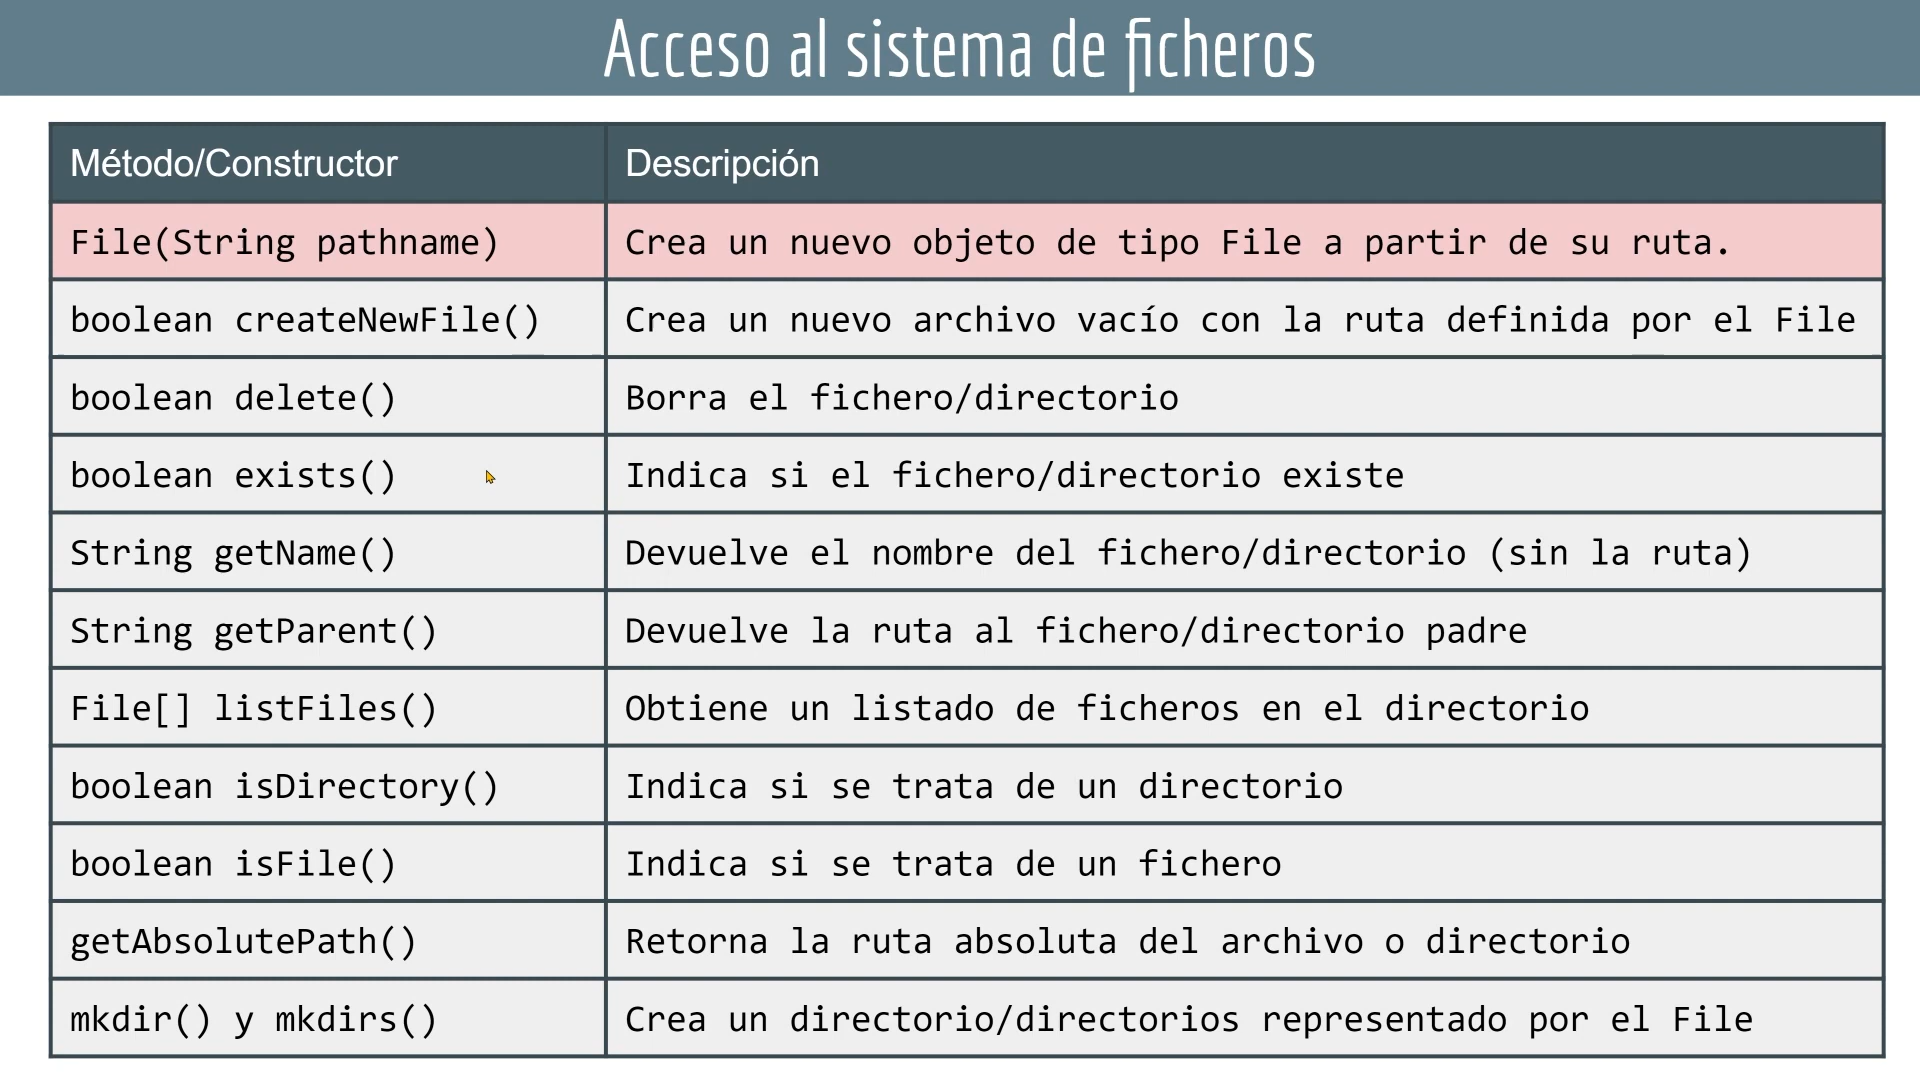 Acceso al sistema de ficheros
Método/Constructor
Descripción
File(String pathname)
Crea un nuevo objeto de tipo File a partir de su ruta.
boolean createNewFile()
Crea un nuevo archivo vacío con la ruta definida por el File
boolean delete()
Borra el fichero/directorio
boolean exists()
Indica si el fichero/directorio existe
String getName()
Devuelve el nombre del fichero/directorio (sin la ruta)
String getParent()
Devuelve la ruta al fichero/directorio padre
File[] listFiles()
Obtiene un listado de ficheros en el directorio
boolean isDirectory()
Indica si se trata de un directorio
boolean isFile()
Indica si se trata de un fichero
getAbsolutePath()
Retorna la ruta absoluta del archivo o directorio
mkdir() y mkdirs()
Crea un directorio/directorios representado por el File